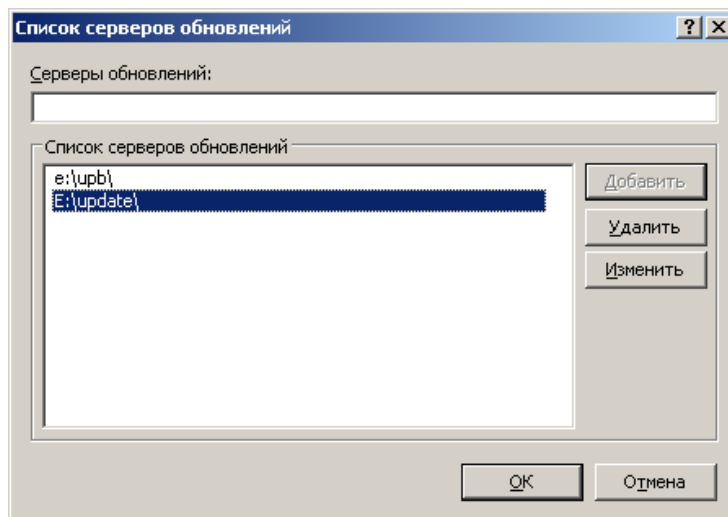 Список серверов обновлений
Серверы обновлений:
Список серверов обновлений
e:\upb\
E:\update\
Добавить
Удалить
Изменить
OK
Отмена